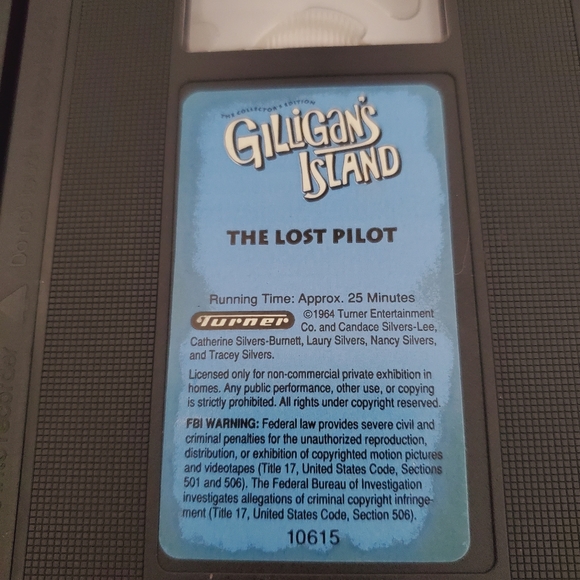 THE COLLECTOR'S EDITION
GILLIGAN'S
ISLAND
THE LOST PILOT
Running Time: Approx. 25 Minutes
Turner ©1964 Turner Entertainment
Co. and Candace Silvers-Lee,
Catherine Silvers-Burnett, Laury Silvers, Nancy Silvers,
and Tracey Silvers.
Licensed only for non-commercial private exhibition in
homes. Any public performance, other use, or copying
is strictly prohibited. All rights under copyright reserved.
FBI WARNING: Federal law provides severe civil and
criminal penalties for the unauthorized reproduction,
distribution, or exhibition of copyrighted motion pictures
and videotapes (Title 17, United States Code, Sections
501 and 506). The Federal Bureau of Investigation
investigates allegations of criminal copyright infringe-
ment (Title 17, United States Code, Section 506).
10615